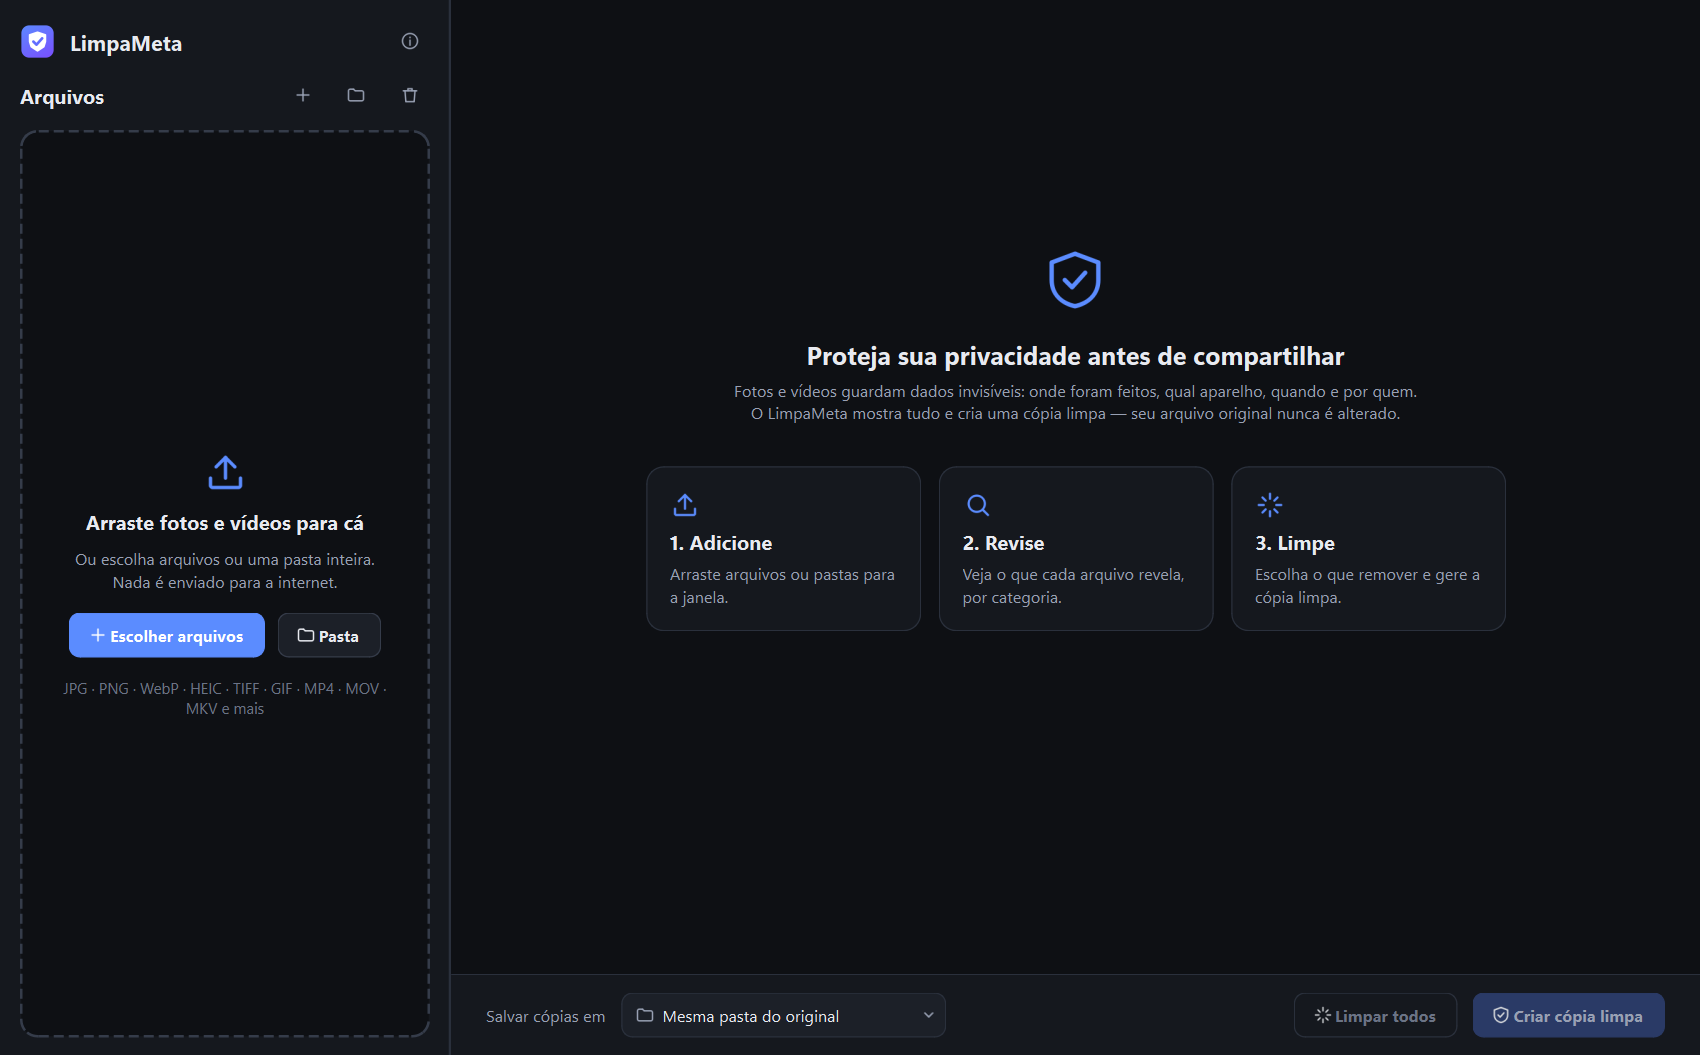 LimpaMeta
Arquivos
Arraste fotos e vídeos para cá
Ou escolha arquivos ou uma pasta inteira.
Nada é enviado para a internet.
Escolher arquivos
Pasta
JPG · PNG · WebP · HEIC · TIFF · GIF · MP4 · MOV ·
MKV e mais
Proteja sua privacidade antes de compartilhar
Fotos e vídeos guardam dados invisíveis: onde foram feitos, qual aparelho, quando e por quem.
O LimpaMeta mostra tudo e cria uma cópia limpa — seu arquivo original nunca é alterado.
1. Adicione
Arraste arquivos ou pastas para
a janela.
2. Revise
Veja o que cada arquivo revela,
por categoria.
3. Limpe
Escolha o que remover e gere a
cópia limpa.
Salvar cópias em
Mesma pasta do original
Limpar todos
Criar cópia limpa